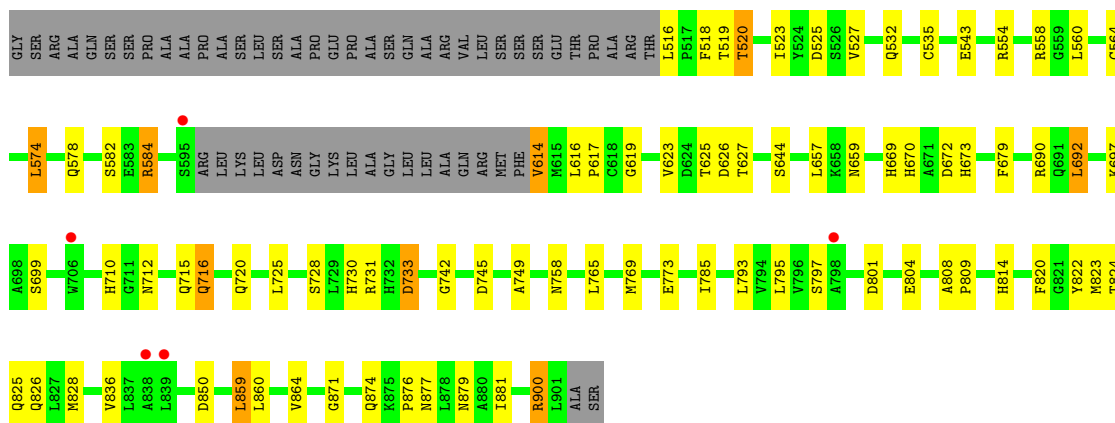 GLY SER ARG ALA GLN SER SER PRO ALA ALA PRO ALA SER LEU SER ALA PRO GLU PRO ALA SER GLN ALA ARG VAL LEU SER SER SER GLU THR PRO ALA ARG THR L516 P517 F518 T519 T520 I523 Y524 D525 S526 V527 Q532 C535 E543 R554 R558 G559 L560
L574 Q578 S582 E583 R584 S595 ARG LEU LYS LEU ASP ASN GLY LYS LEU ALA GLY LEU LEU ALA GLN ARG MET PHE V614 M615 L616 P617 C618 G619 V623 D624 T625 D626 T627 S644 L657 K658 N659 H669 H670 A671 D672 H673 F679 R690 Q691 L692 K697
A698 S699 W706 H710 G711 N712 Q715 Q716 Q720 L725 S728 L729 H730 R731 H732 D733 G742 D745 A749 N758 L765 M769 E773 I785 L793 V794 L795 V796 S797 A798 D801 E804 A808 P809 H814 F820 G821 Y822 M823 T824
Q825 Q826 L827 M828 V836 L837 A838 L839 D850 L859 L860 V864 G871 Q874 K875 P876 N877 L878 N879 A880 I881 R900 L901 ALA SER